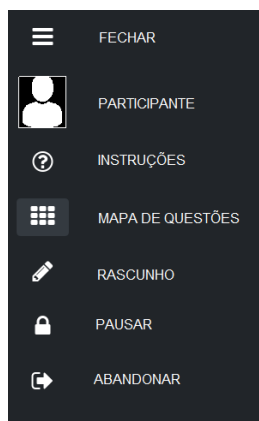 FECHAR
PARTICIPANTE
INSTRUÇÕES
MAPA DE QUESTÕES
RASCUNHO
PAUSAR
ABANDONAR